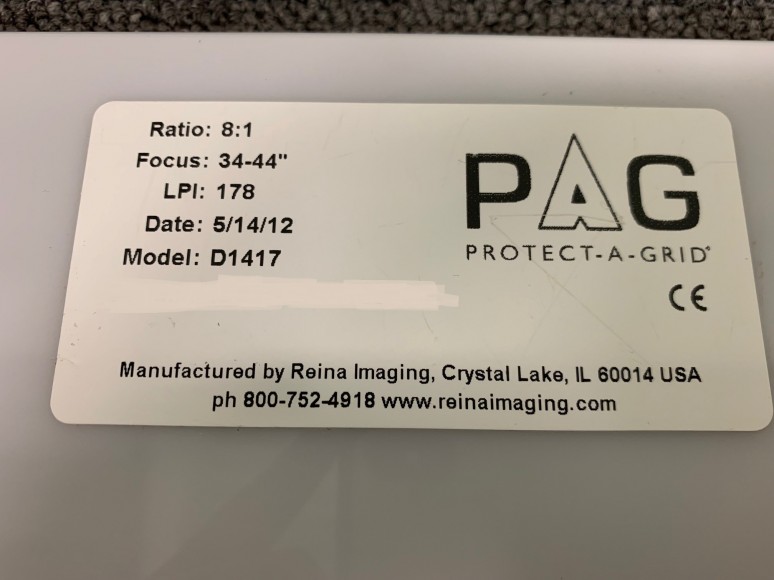 Ratio: 8:1
Focus: 34-44"
LPI: 178
Date: 5/14/12
Model: D1417
PAG
PROTECT-A-GRID®
CE
Manufactured by Reina Imaging, Crystal Lake, IL 60014 USA
ph 800-752-4918 www.reinaimaging.com